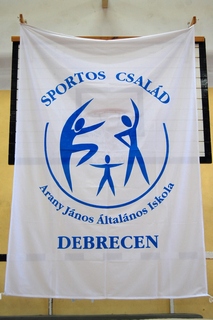 SPORTOS CSALÁD
Arany János Általános Iskola
DEBRECEN